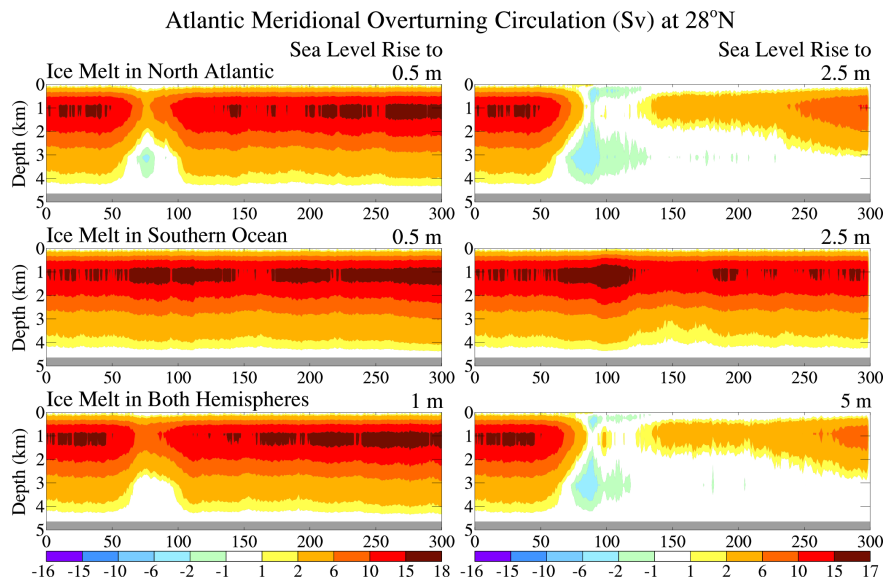 Atlantic Meridional Overturning Circulation (Sv) at 28°N
Sea Level Rise to Sea Level Rise to
Ice Melt in North Atlantic 0.5 m 2.5 m
0
1
2
3
4
5
Depth (km)
0 50 100 150 200 250 300 0 50 100 150 200 250 300
Ice Melt in Southern Ocean 0.5 m 2.5 m
0
1
2
3
4
5
Depth (km)
0 50 100 150 200 250 300 0 50 100 150 200 250 300
Ice Melt in Both Hemispheres 1 m 5 m
0
1
2
3
4
5
Depth (km)
0 50 100 150 200 250 300 0 50 100 150 200 250 300
-16 -15 -10 -6 -2 -1 1 2 6 10 15 18 -16 -15 -10 -6 -2 -1 1 2 6 10 15 17